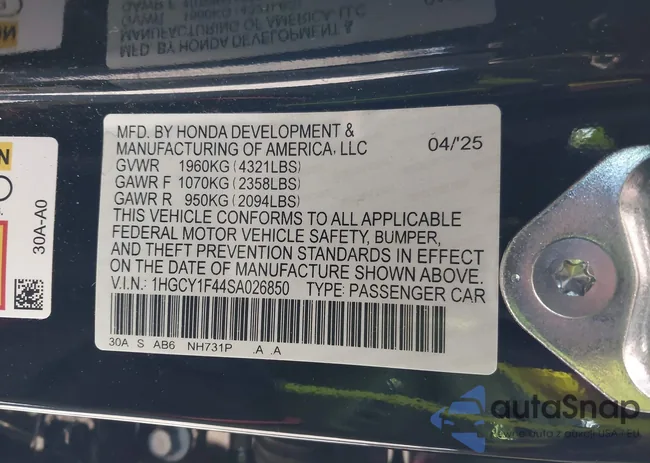 MFD. BY HONDA DEVELOPMENT &
MANUFACTURING OF AMERICA, LLC 04/'25
GVWR 1960KG (4321LBS)
GAWR F 1070KG (2358LBS)
GAWR R 950KG (2094LBS)
THIS VEHICLE CONFORMS TO ALL APPLICABLE
FEDERAL MOTOR VEHICLE SAFETY, BUMPER,
AND THEFT PREVENTION STANDARDS IN EFFECT
ON THE DATE OF MANUFACTURE SHOWN ABOVE.
V.I.N.: 1HGCY1F44SA026850 TYPE: PASSENGER CAR
30A S AB6 NH731P .A .A
30A-A0
autoSnap